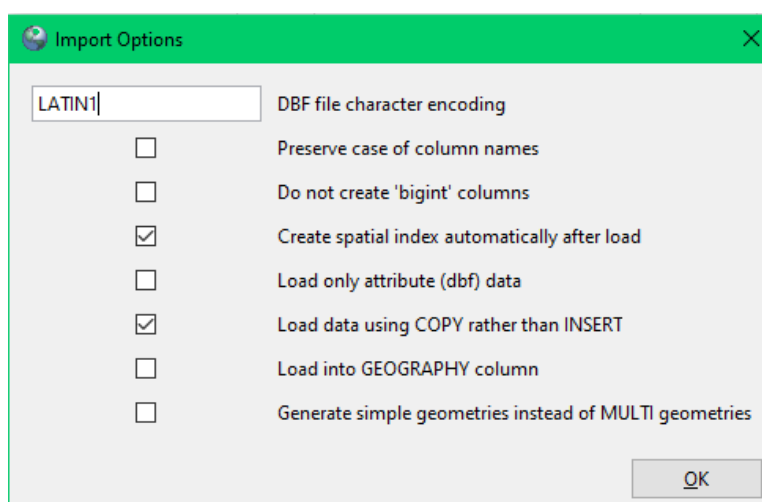 Import Options
LATIN1 DBF file character encoding
Preserve case of column names
Do not create 'bigint' columns
Create spatial index automatically after load
Load only attribute (dbf) data
Load data using COPY rather than INSERT
Load into GEOGRAPHY column
Generate simple geometries instead of MULTI geometries
OK